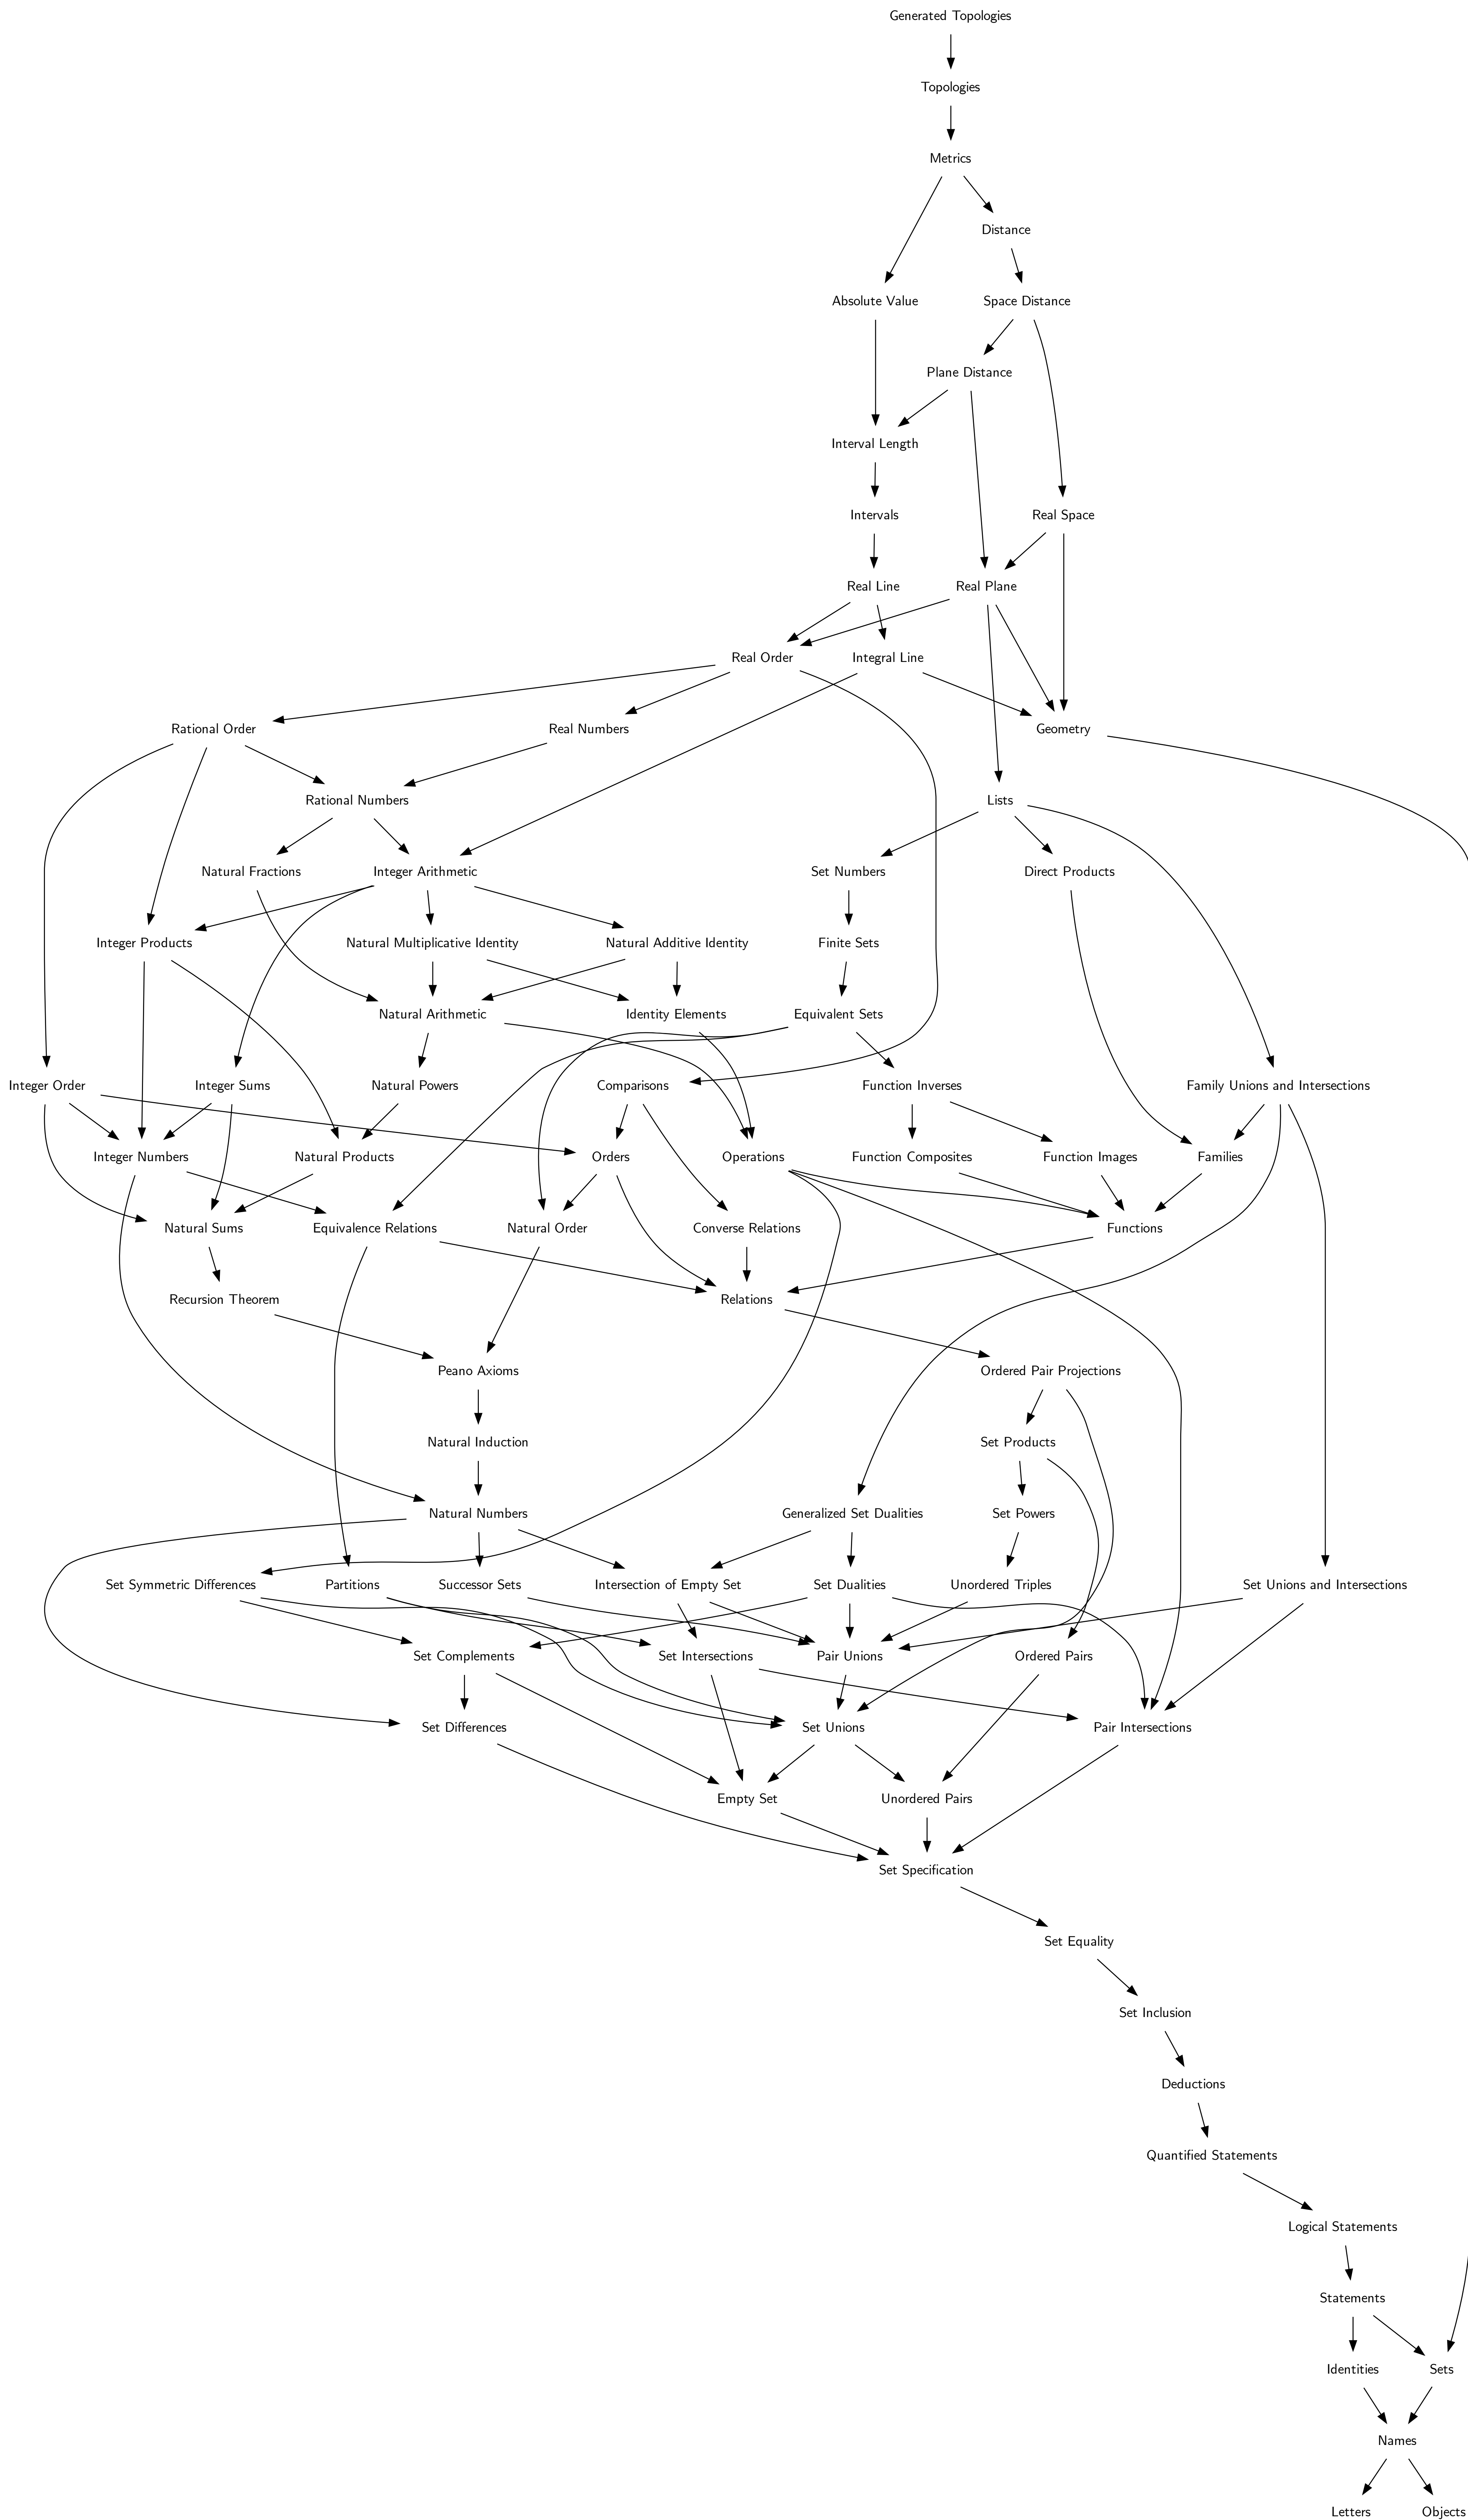 Generated Topologies
Topologies
Metrics
Distance
Absolute Value
Space Distance
Plane Distance
Interval Length
Intervals
Real Space
Real Line
Real Plane
Real Order
Integral Line
Rational Order
Real Numbers
Geometry
Rational Numbers
Lists
Natural Fractions
Integer Arithmetic
Set Numbers
Direct Products
Integer Products
Natural Multiplicative Identity
Natural Additive Identity
Finite Sets
Natural Arithmetic
Identity Elements
Equivalent Sets
Integer Order
Integer Sums
Natural Powers
Comparisons
Function Inverses
Family Unions and Intersections
Integer Numbers
Natural Products
Orders
Operations
Function Composites
Function Images
Families
Natural Sums
Equivalence Relations
Natural Order
Converse Relations
Functions
Recursion Theorem
Relations
Peano Axioms
Ordered Pair Projections
Natural Induction
Set Products
Natural Numbers
Generalized Set Dualities
Set Powers
Set Symmetric Differences
Partitions
Successor Sets
Intersection of Empty Set
Set Dualities
Unordered Triples
Set Unions and Intersections
Set Complements
Set Intersections
Pair Unions
Ordered Pairs
Set Differences
Set Unions
Pair Intersections
Empty Set
Unordered Pairs
Set Specification
Set Equality
Set Inclusion
Deductions
Quantified Statements
Logical Statements
Statements
Identities
Sets
Names
Letters
Objects